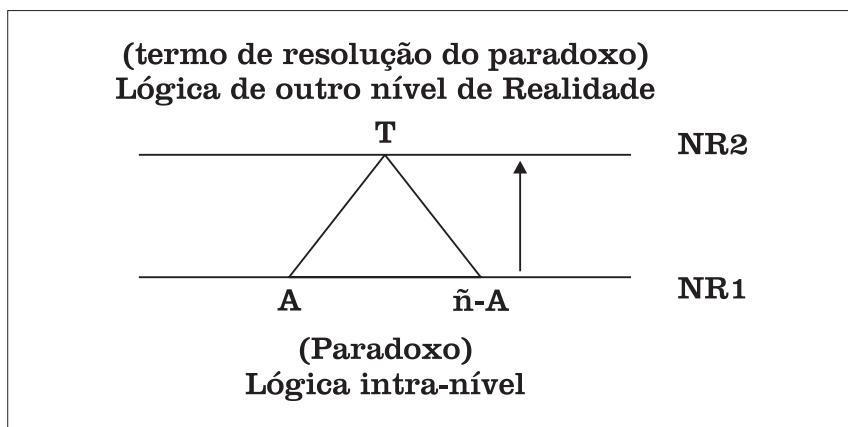 (termo de resolução do paradoxo)
Lógica de outro nível de Realidade
T
NR2
A
ñ-A
NR1
(Paradoxo)
Lógica intra-nível